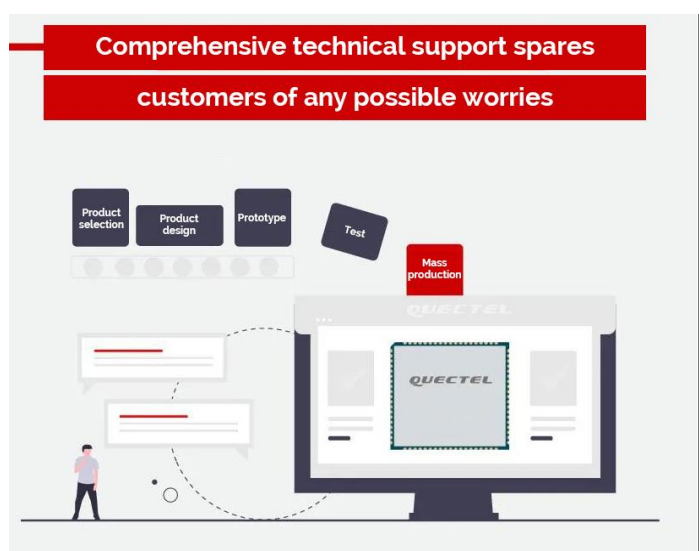 Comprehensive technical support spares
customers of any possible worries
Product
selection
Product
design
Prototype
Test
Mass
production
QUECTEL
QUECTEL